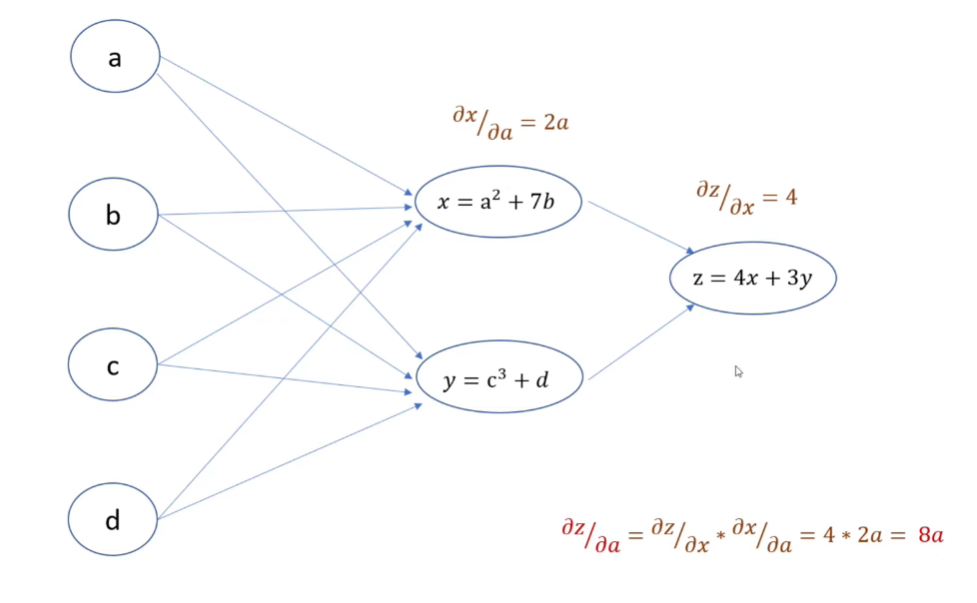 a
∂x/∂a = 2a
x = a² + 7b
∂z/∂x = 4
b
z = 4x + 3y
c
y = c³ + d
d
∂z/∂a = ∂z/∂x * ∂x/∂a = 4 * 2a = 8a